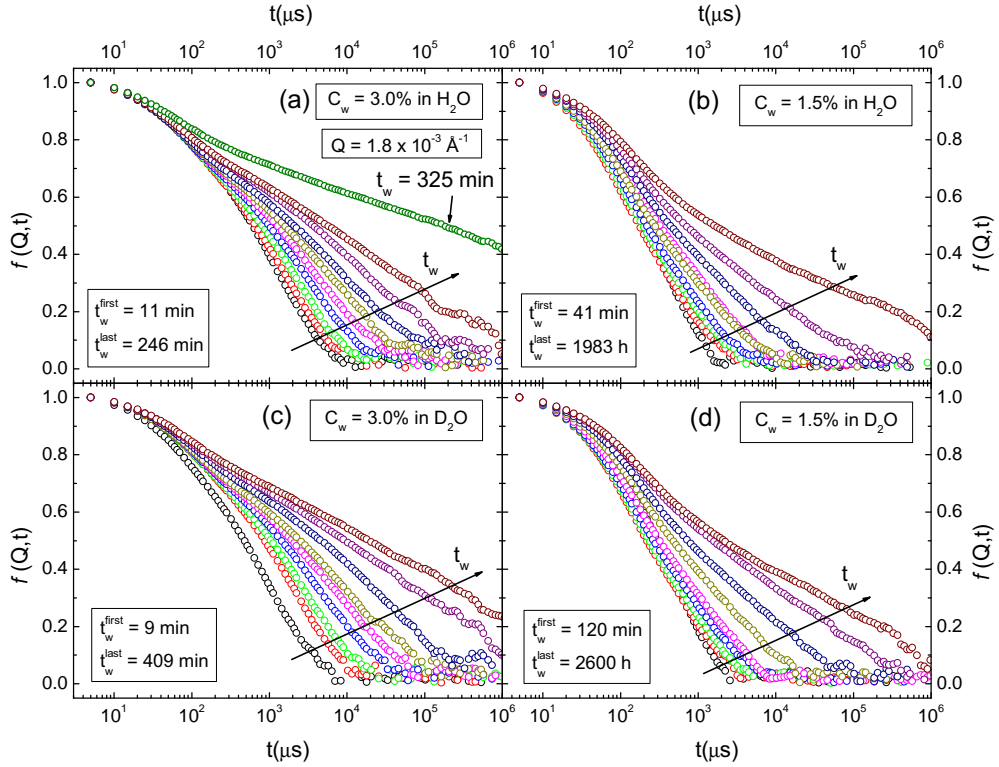 t(μs)
t(μs)
10¹ 10² 10³ 10⁴ 10⁵ 10⁶
10¹ 10² 10³ 10⁴ 10⁵ 10⁶
1.0
0.8
0.6
0.4
0.2
0.0
f (Q,t)
(a)
C_w = 3.0% in H₂O
Q = 1.8 x 10⁻³ Å⁻¹
t_w = 325 min
t_w
t_w^first = 11 min
t_w^last = 246 min
(b)
C_w = 1.5% in H₂O
t_w
t_w^first = 41 min
t_w^last = 1983 h
1.0
0.8
0.6
0.4
0.2
0.0
f (Q,t)
1.0
0.8
0.6
0.4
0.2
0.0
f (Q,t)
(c)
C_w = 3.0% in D₂O
t_w
t_w^first = 9 min
t_w^last = 409 min
(d)
C_w = 1.5% in D₂O
t_w
t_w^first = 120 min
t_w^last = 2600 h
1.0
0.8
0.6
0.4
0.2
0.0
f (Q,t)
10¹ 10² 10³ 10⁴ 10⁵ 10⁶
10¹ 10² 10³ 10⁴ 10⁵ 10⁶
t(μs)
t(μs)